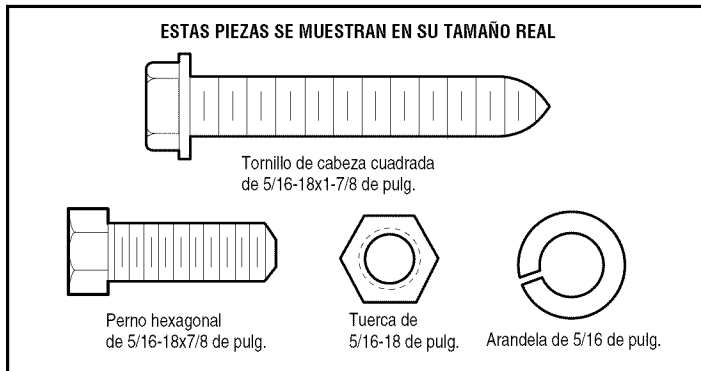 ESTAS PIEZAS SE MUESTRAN EN SU TAMAÑO REAL
Tornillo de cabeza cuadrada
de 5/16-18x1-7/8 de pulg.
Perno hexagonal
de 5/16-18x7/8 de pulg.
Tuerca de
5/16-18 de pulg.
Arandela de 5/16 de pulg.